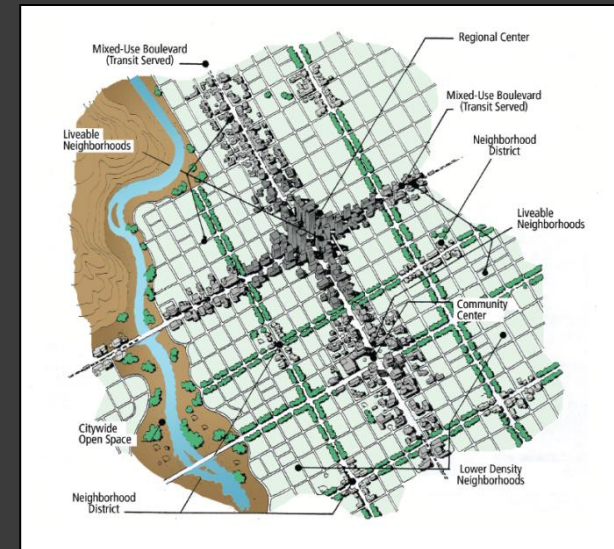 Mixed-Use Boulevard
(Transit Served)
Regional Center
Mixed-Use Boulevard
(Transit Served)
Neighborhood
District
Liveable
Neighborhoods
Liveable
Neighborhoods
Community
Center
Citywide
Open Space
Lower Density
Neighborhoods
Neighborhood
District